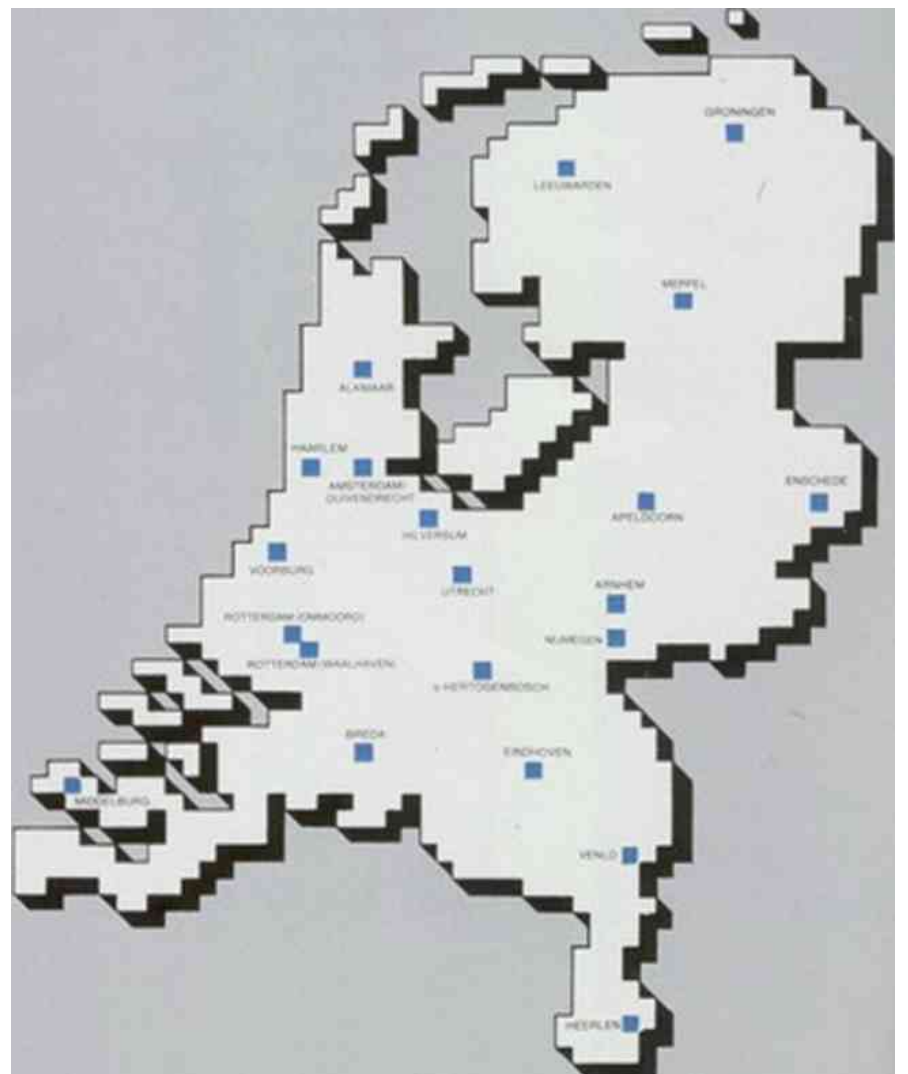 GRONINGEN
LEEUWARDEN
MEPPEL
ALKMAAR
HAARLEM
AMSTERDAM/
DUIVENDRECHT
ENSCHEDE
APELDOORN
HILVERSUM
VOORBURG
UTRECHT
ARNHEM
ROTTERDAM (OMMOORD)
NIJMEGEN
ROTTERDAM (WAALHAVEN)
's-HERTOGENBOSCH
BREDA
EINDHOVEN
MIDDELBURG
VENLO
HEERLEN